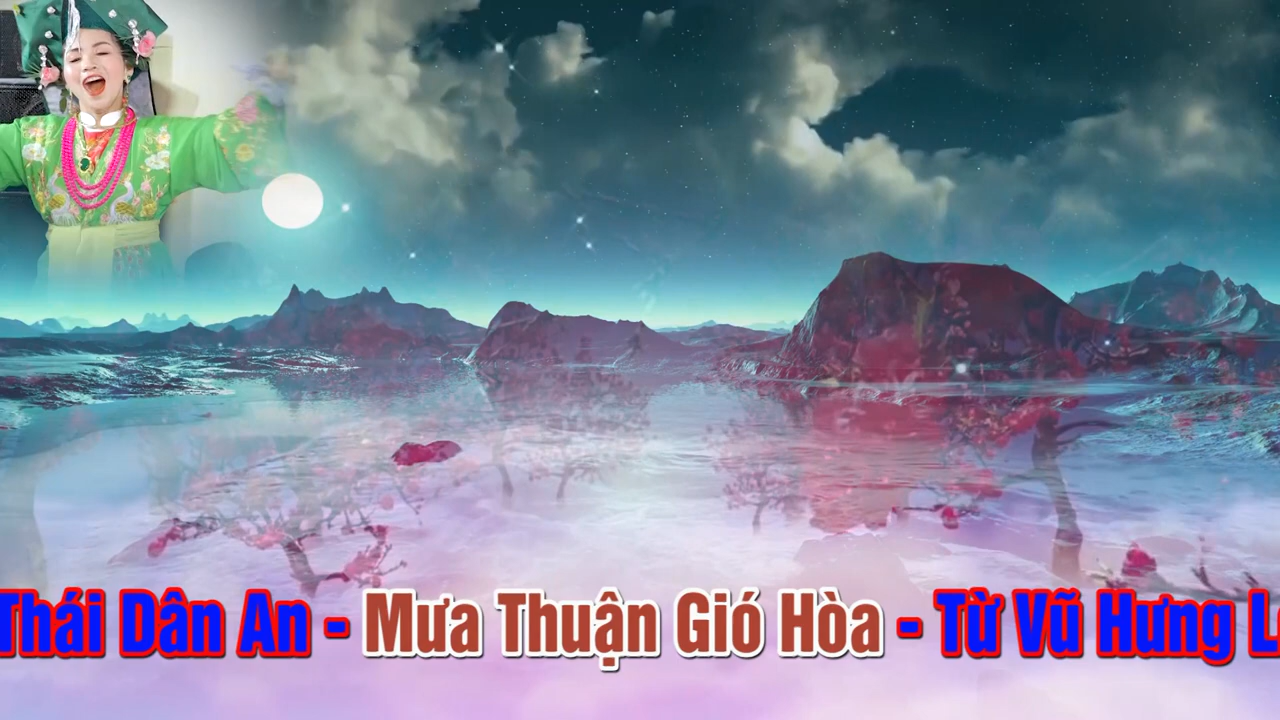 Thái Dân An - Mưa Thuận Gió Hòa - Từ Vũ Hưng